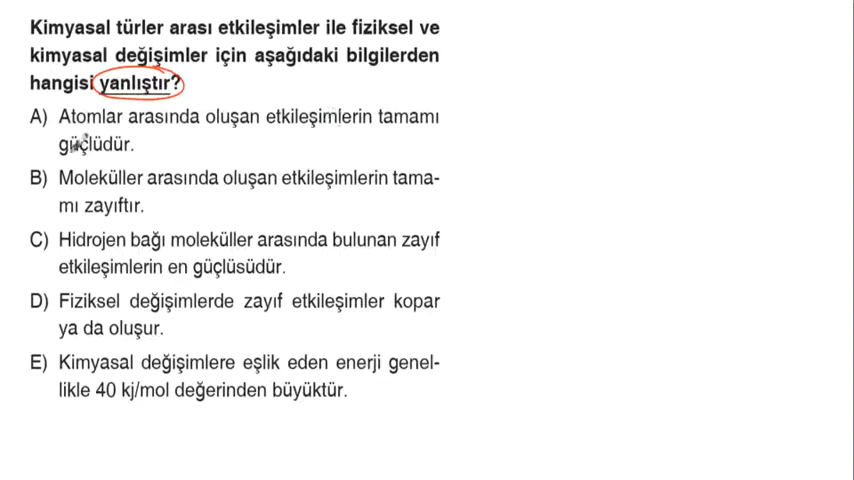 Kimyasal türler arası etkileşimler ile fiziksel ve
kimyasal değişimler için aşağıdaki bilgilerden
hangisi yanlıştır?
A) Atomlar arasında oluşan etkileşimlerin tamamı
güçlüdür.
B) Moleküller arasında oluşan etkileşimlerin tama-
mı zayıftır.
C) Hidrojen bağı moleküller arasında bulunan zayıf
etkileşimlerin en güçlüsüdür.
D) Fiziksel değişimlerde zayıf etkileşimler kopar
ya da oluşur.
E) Kimyasal değişimlere eşlik eden enerji genel-
likle 40 kj/mol değerinden büyüktür.